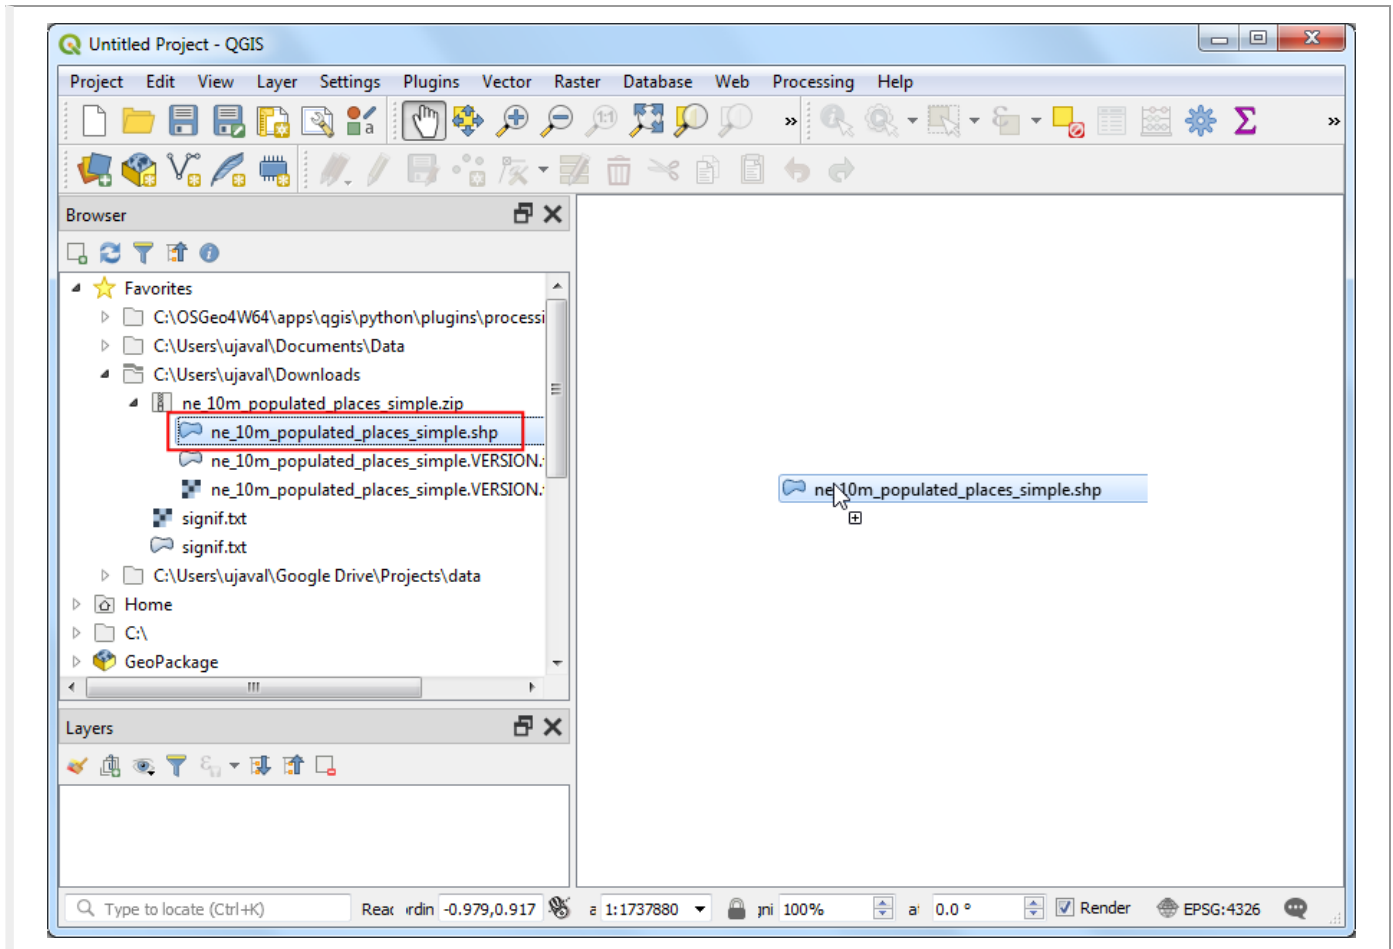 Untitled Project - QGIS
Project Edit View Layer Settings Plugins Vector Raster Database Web Processing Help
Browser
Favorites
C:\OSGeo4W64\apps\qgis\python\plugins\processi
C:\Users\ujaval\Documents\Data
C:\Users\ujaval\Downloads
ne_10m_populated_places_simple.zip
ne_10m_populated_places_simple.shp
ne_10m_populated_places_simple.VERSION.
ne_10m_populated_places_simple.VERSION.
signif.txt
signif.txt
C:\Users\ujaval\Google Drive\Projects\data
Home
C:\
GeoPackage
ne_10m_populated_places_simple.shp
Layers
Type to locate (Ctrl+K) Reac rdin -0.979,0.917 1:1737880 100% 0.0 ° Render EPSG:4326